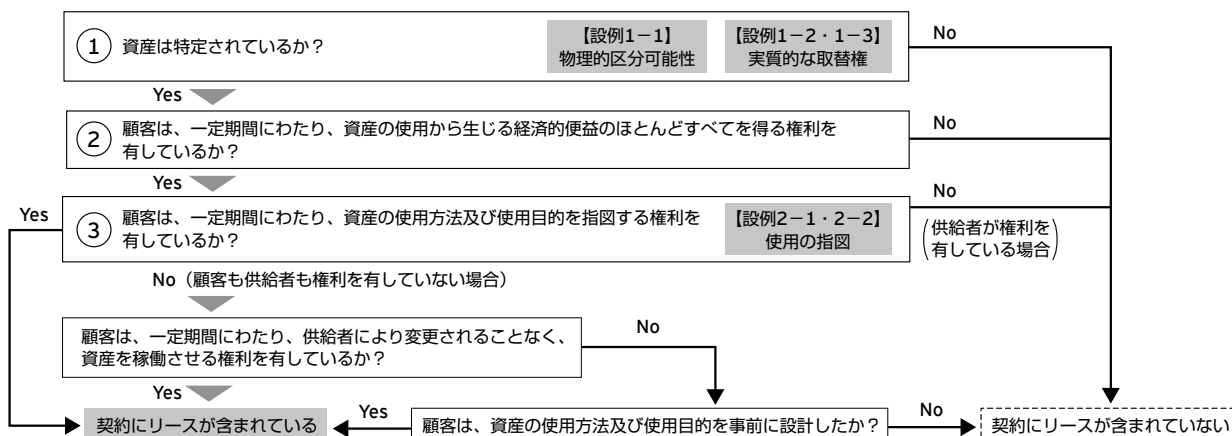 ① 資産は特定されているか？
【設例1－1】
物理的区分可能性
【設例1－2・1－3】
実質的な取替権
No
Yes
② 顧客は、一定期間にわたり、資産の使用から生じる経済的便益のほとんどすべてを得る権利を
有しているか？
No
Yes
Yes
③ 顧客は、一定期間にわたり、資産の使用方法及び使用目的を指図する権利を
有しているか？
【設例2－1・2－2】
使用の指図
No
（供給者が権利を
有している場合）
No（顧客も供給者も権利を有していない場合）
顧客は、一定期間にわたり、供給者により変更されることなく、
資産を稼働させる権利を有しているか？
No
Yes
契約にリースが含まれている
Yes
顧客は、資産の使用方法及び使用目的を事前に設計したか？
No
契約にリースが含まれていない